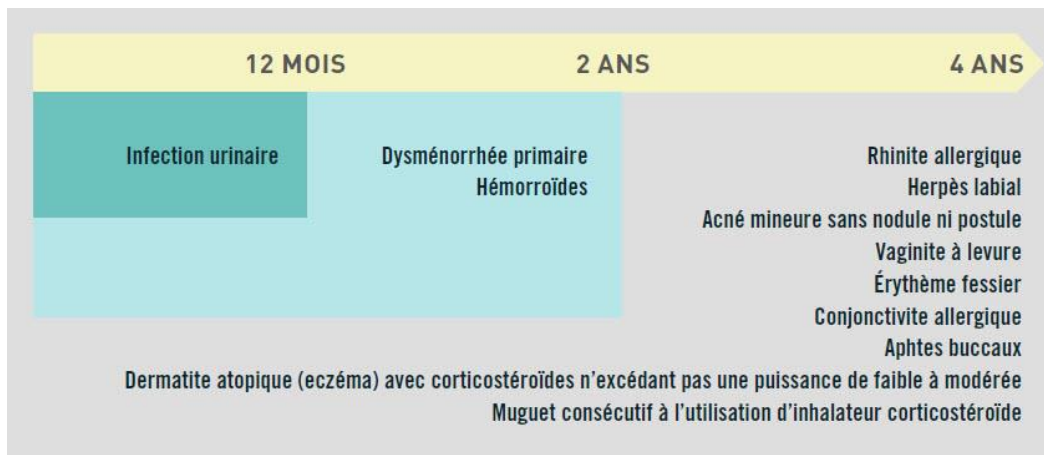 12 MOIS
2 ANS
4 ANS
Infection urinaire
Dysménorrhée primaire
Hémorroïdes
Rhinite allergique
Herpès labial
Acné mineure sans nodule ni postule
Vaginite à levure
Érythème fessier
Conjonctivite allergique
Aphtes buccaux
Dermatite atopique (eczéma) avec corticostéroïdes n'excédant pas une puissance de faible à modérée
Muguet consécutif à l'utilisation d'inhalateur corticostéroïde